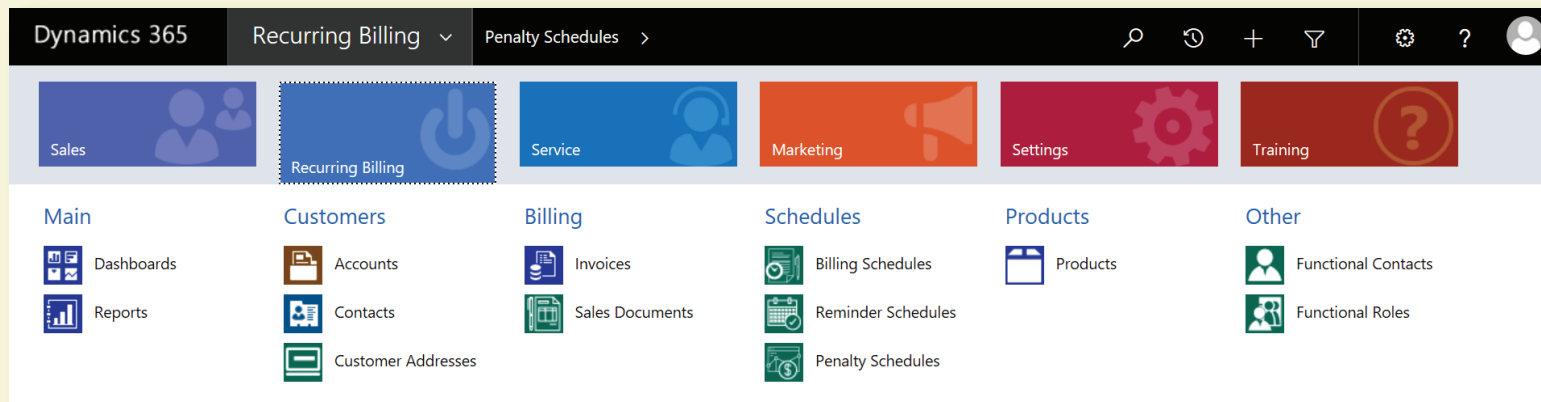 Dynamics 365 Recurring Billing Penalty Schedules > ?
Sales Recurring Billing Service Marketing Settings Training
Main Customers Billing Schedules Products Other
Dashboards Accounts Invoices Billing Schedules Products Functional Contacts
Reports Contacts Sales Documents Reminder Schedules Functional Roles
Customer Addresses Penalty Schedules